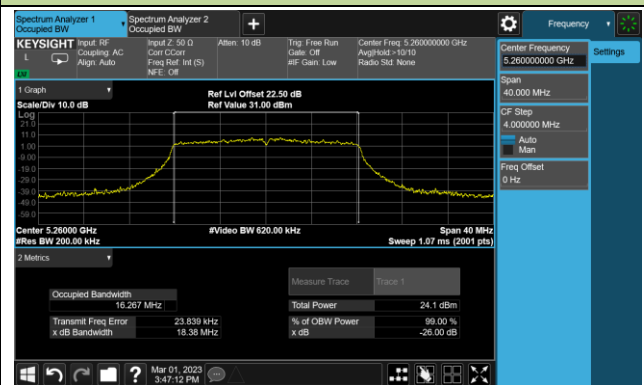 Spectrum Analyzer 1
Occupied BW
Spectrum Analyzer 2
Occupied BW
+
Frequency
KEYSIGHT
L
Input: RF
Coupling: AC
Align: Auto
Input Z: 50 Ω
Corr CCorr
Freq Ref: Int (S)
NFE: Off
Atten: 10 dB
Trig: Free Run
Gate: Off
#IF Gain: Low
Center Freq: 5.260000000 GHz
Avg|Hold:>10/10
Radio Std: None
Center Frequency
5.260000000 GHz
Settings
Span
40.000 MHz
CF Step
4.000000 MHz
Auto
Man
Freq Offset
0 Hz
1 Graph
Scale/Div 10.0 dB
Ref Lvl Offset 22.50 dB
Ref Value 31.00 dBm
Log
21.0
11.0
1.00
-9.00
-19.0
-29.0
-39.0
-49.0
-59.0
Center 5.26000 GHz
#Res BW 200.00 kHz
#Video BW 620.00 kHz
Span 40 MHz
Sweep 1.07 ms (2001 pts)
2 Metrics
Measure Trace
Trace 1
Occupied Bandwidth
16.267 MHz
Total Power
24.1 dBm
Transmit Freq Error
23.839 kHz
% of OBW Power
99.00 %
x dB Bandwidth
18.38 MHz
x dB
-26.00 dB
?
Mar 01, 2023
3:47:12 PM